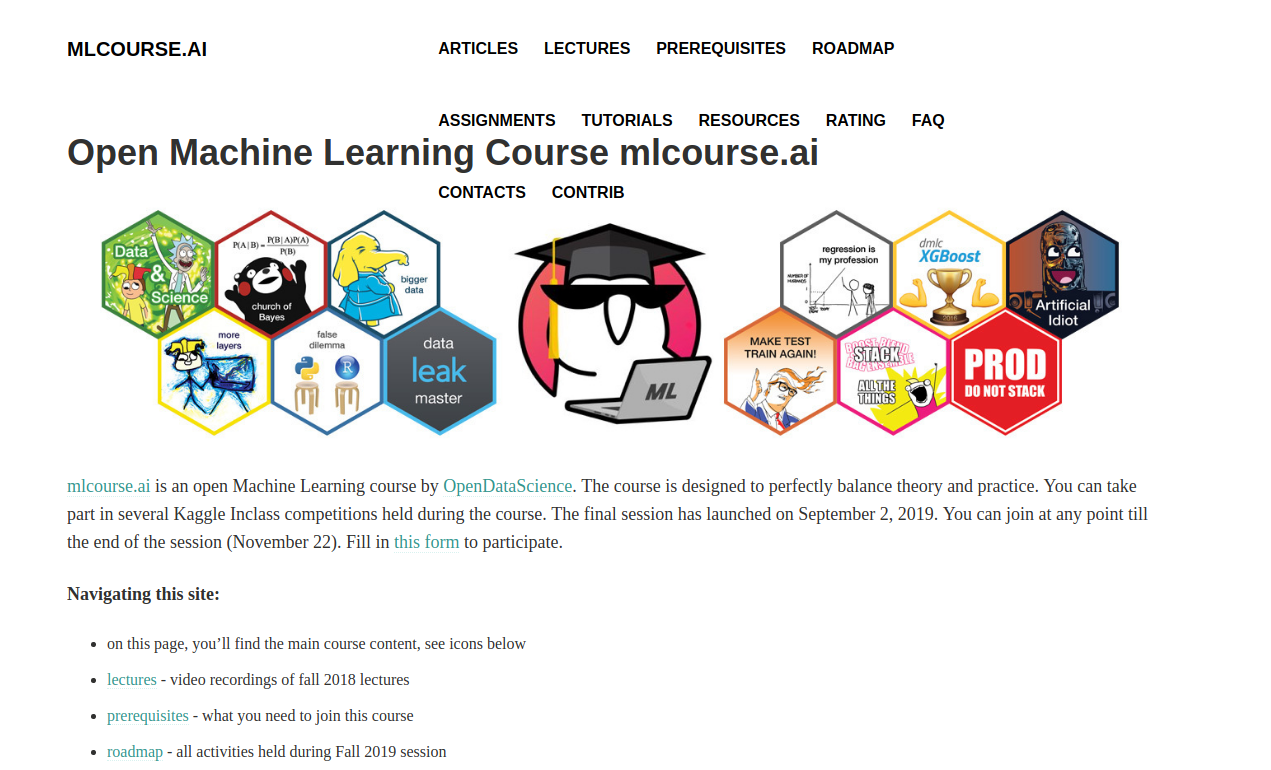 MLCOURSE.AI
ARTICLES LECTURES PREREQUISITES ROADMAP
ASSIGNMENTS TUTORIALS RESOURCES RATING FAQ
Open Machine Learning Course mlcourse.ai
CONTACTS CONTRIB
Data & Science
P(A | B) = P(B | A)P(A) / P(B)
church of Bayes
bigger data
more layers
false dilemma
R
data leak master
ML
regression is my profession
dmlc XGBoost
2018
Artificial Idiot
MAKE TEST TRAIN AGAIN!
STACK ALL THE THINGS
PROD DO NOT STACK
mlcourse.ai is an open Machine Learning course by OpenDataScience. The course is designed to perfectly balance theory and practice. You can take
part in several Kaggle Inclass competitions held during the course. The final session has launched on September 2, 2019. You can join at any point till
the end of the session (November 22). Fill in this form to participate.
Navigating this site:
on this page, you’ll find the main course content, see icons below
lectures - video recordings of fall 2018 lectures
prerequisites - what you need to join this course
roadmap - all activities held during Fall 2019 session